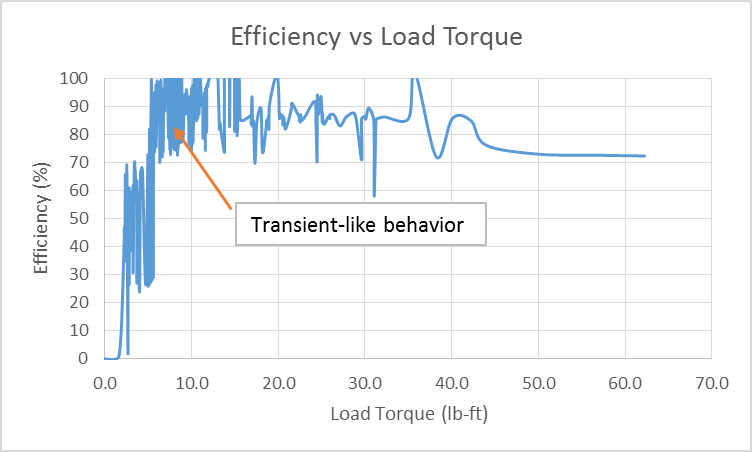 Efficiency vs Load Torque
Efficiency (%)
100
90
80
70
60
50
40
30
20
10
0
Transient-like behavior
0.0 10.0 20.0 30.0 40.0 50.0 60.0 70.0
Load Torque (lb-ft)